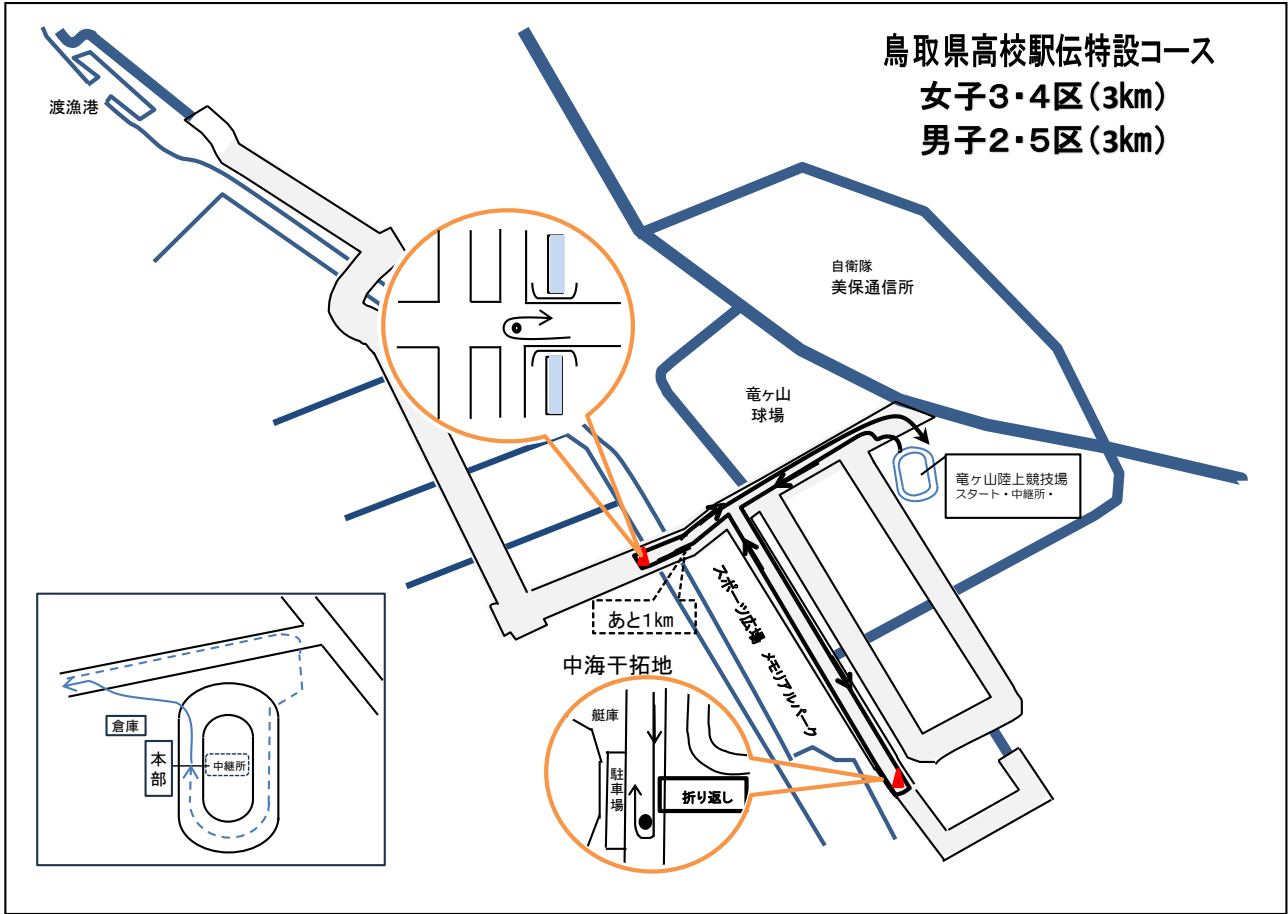 鳥取県高校駅伝特設コース
女子3・4区(3km)
男子2・5区(3km)
渡漁港
自衛隊
美保通信所
竜ヶ山
球場
竜ヶ山陸上競技場
スタート・中継所・
あと1km
スポーツ広場 メモリアルパーク
中海干拓地
艇庫
駐車場
折り返し
倉庫
本部
中継所